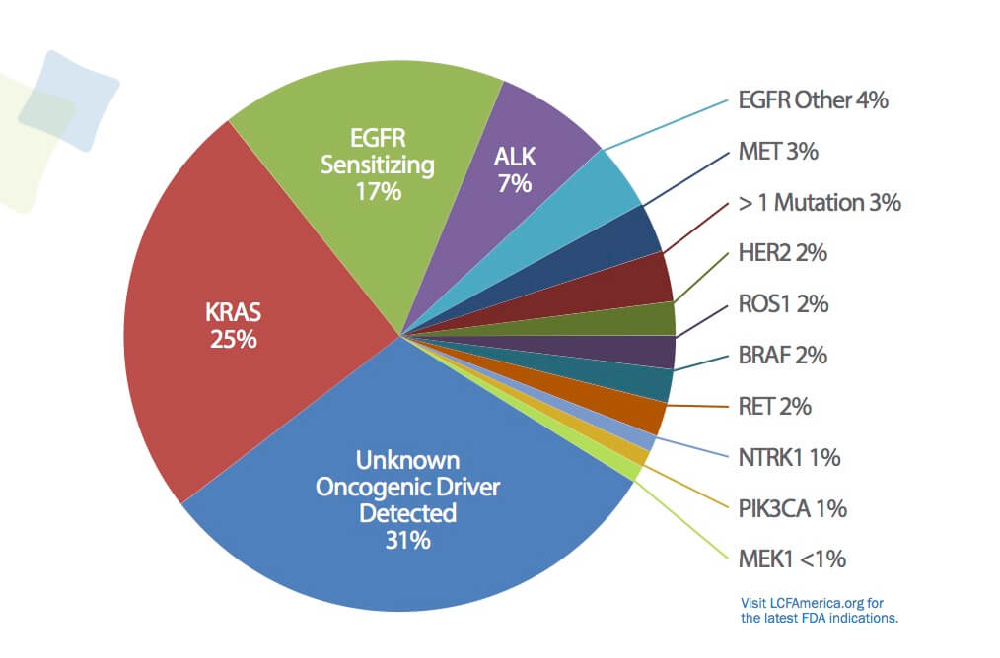 EGFR
Sensitizing
17%
ALK
7%
KRAS
25%
Unknown
Oncogenic Driver
Detected
31%
EGFR Other 4%
MET 3%
> 1 Mutation 3%
HER2 2%
ROS1 2%
BRAF 2%
RET 2%
NTRK1 1%
PIK3CA 1%
MEK1 <1%
Visit LCFAmerica.org for
the latest FDA indications.